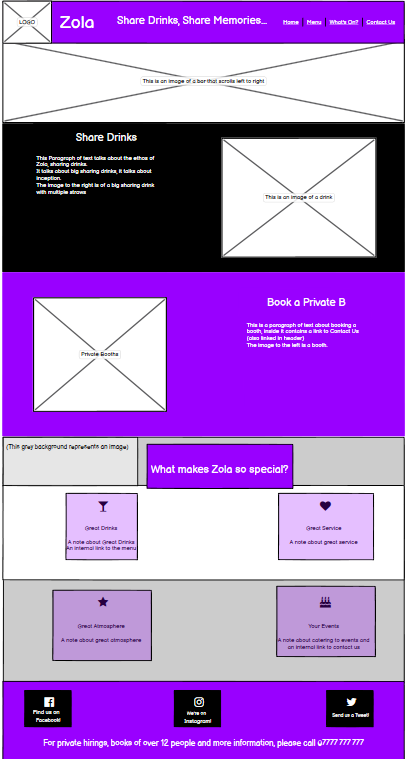 LOGO
Zola
Share Drinks, Share Memories...
Home | Menu | What's On? | Contact Us
This is an image of a bar that scrolls left to right
Share Drinks
This Paragraph of text talks about the ethos of
Zola, sharing drinks.
It talks about big sharing drinks, it talks about
Inception.
The image to the right is of a big sharing drink
with multiple straws
This is an image of a drink
Book a Private B
This is a paragraph of text about booking a
booth, inside it contains a link to Contact Us
(also linked in header)
The image to the left is a booth.
Private Booths
(This grey background represents an image)
What makes Zola so special?
Great Drinks
A note about Great Drinks
An internal link to the menu
Great Service
A note about great service
Great Atmosphere
A note about great atmosphere
Your Events
A note about catering to events and
an internal link to contact us
Find us on
Facebook!
We're on
Instagram!
Send us a Tweet!
For private hirings, books of over 12 people and more information, please call 07777 777 777